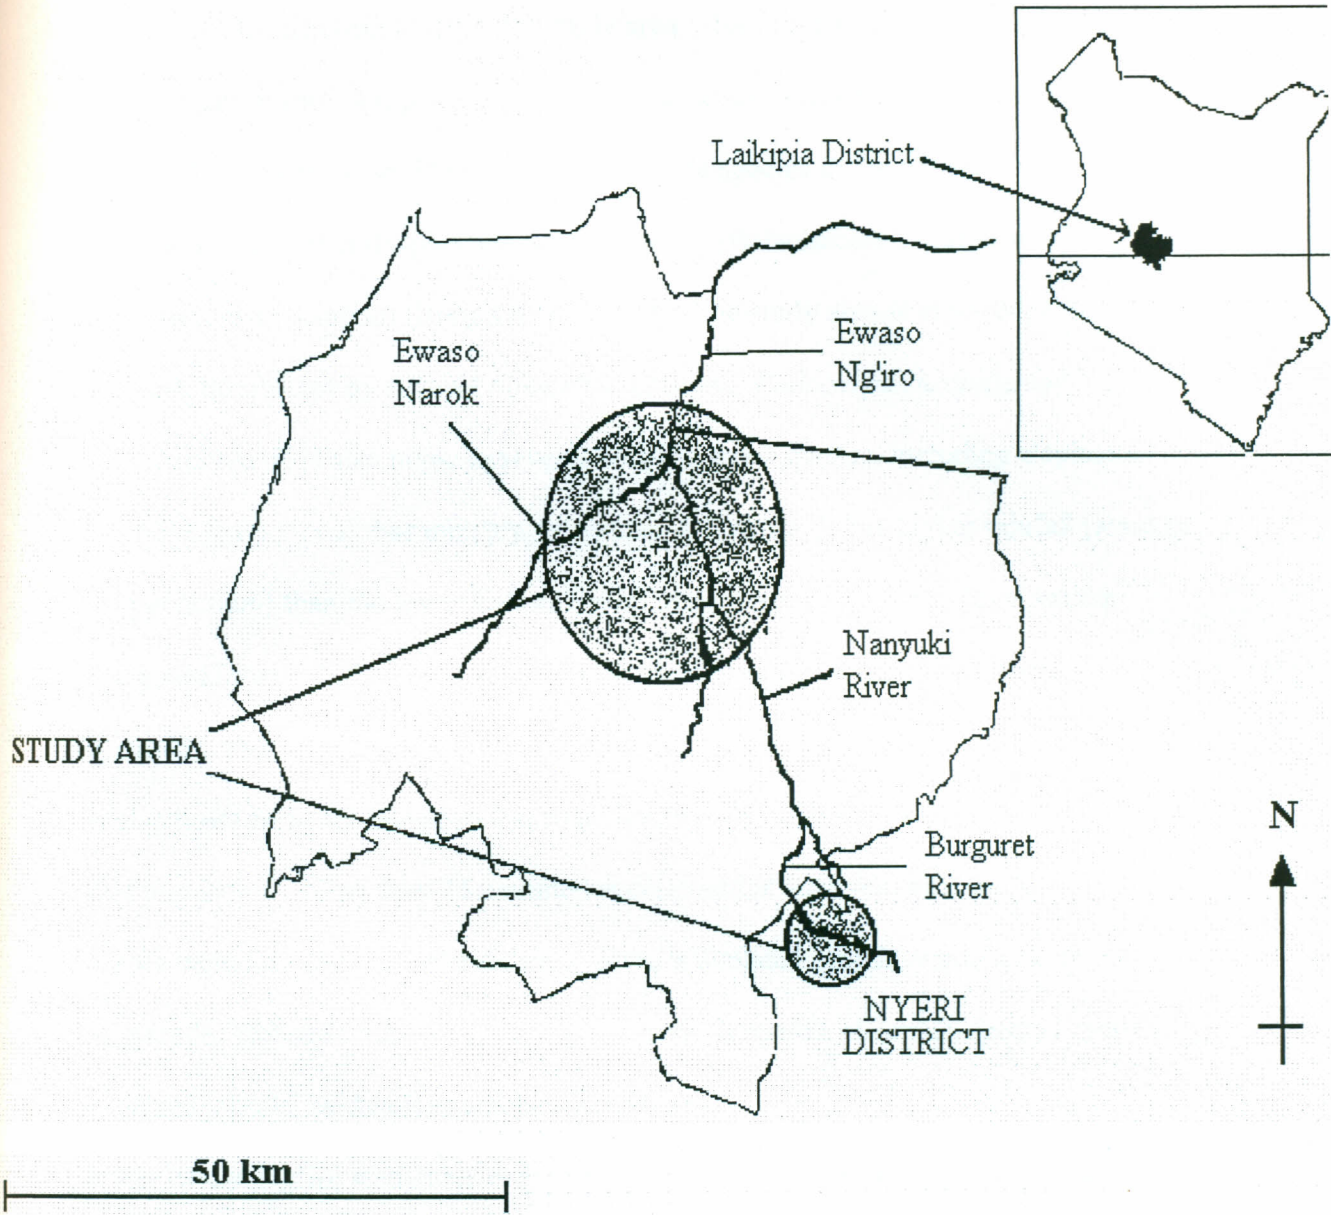 Laikipia District
Ewaso
Narok
Ewaso
Ng'iro
Nanyuki
River
STUDY AREA
N
Burguret
River
NYERI
DISTRICT
50 km